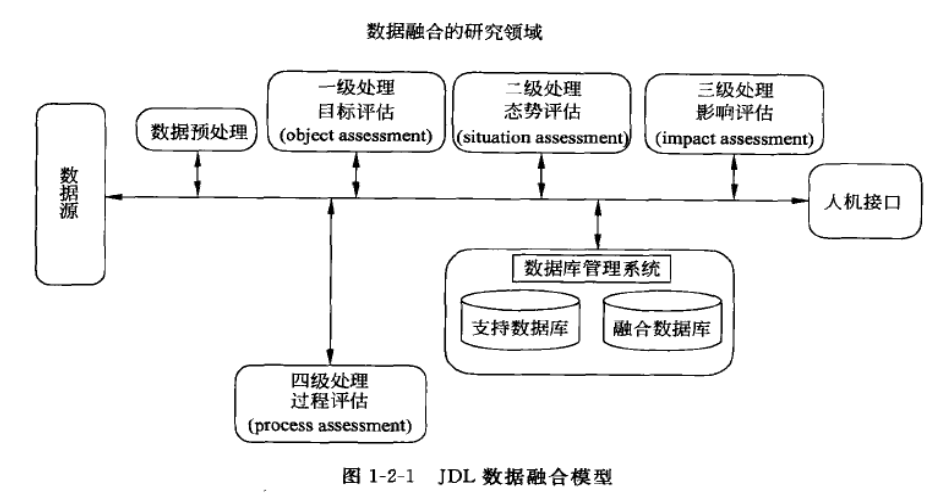 数据融合的研究领域
一级处理
目标评估
(object assessment)
二级处理
态势评估
(situation assessment)
三级处理
影响评估
(impact assessment)
数据预处理
数据源
人机接口
数据库管理系统
支持数据库
融合数据库
四级处理
过程评估
(process assessment)
图 1-2-1 JDL 数据融合模型